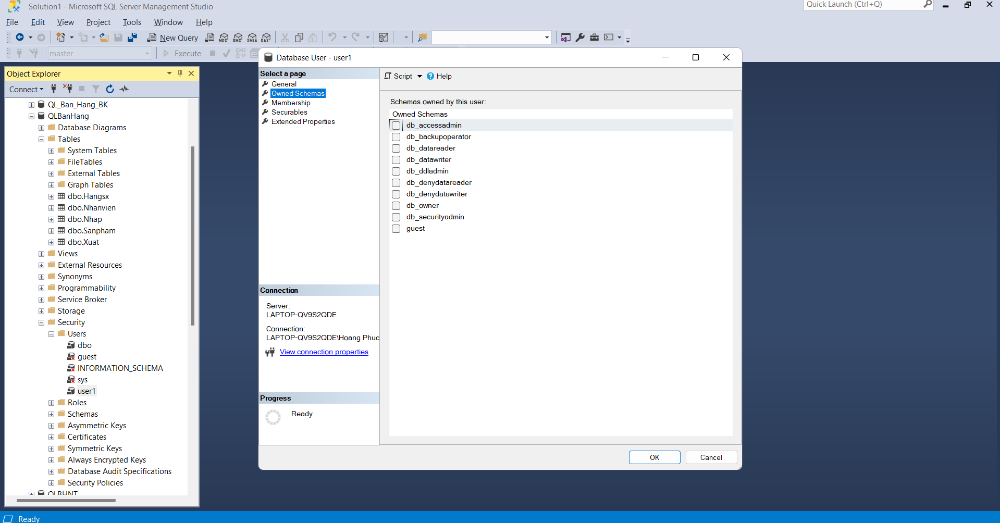 Solution1 - Microsoft SQL Server Management Studio
Quick Launch (Ctrl+Q)
File Edit View Project Tools Window Help
New Query
MDX DMX XMLA DAX
master
Execute
Object Explorer
Connect
QL_Ban_Hang_BK
QLBanHang
Database Diagrams
Tables
System Tables
FileTables
External Tables
Graph Tables
dbo.Hangsx
dbo.Nhanvien
dbo.Nhap
dbo.Sanpham
dbo.Xuat
Views
External Resources
Synonyms
Programmability
Service Broker
Storage
Security
Users
dbo
guest
INFORMATION_SCHEMA
sys
user1
Roles
Schemas
Asymmetric Keys
Certificates
Symmetric Keys
Always Encrypted Keys
Database Audit Specifications
Security Policies
QLBHNT
Database User - user1
Select a page
General
Owned Schemas
Membership
Securables
Extended Properties
Connection
Server:
LAPTOP-QV9S2QDE
Connection:
LAPTOP-QV9S2QDE\Hoang Phuc
View connection properties
Progress
Ready
Script
Help
Schemas owned by this user:
Owned Schemas
db_accessadmin
db_backupoperator
db_datareader
db_datawriter
db_ddladmin
db_denydatareader
db_denydatawriter
db_owner
db_securityadmin
guest
OK
Cancel
Ready